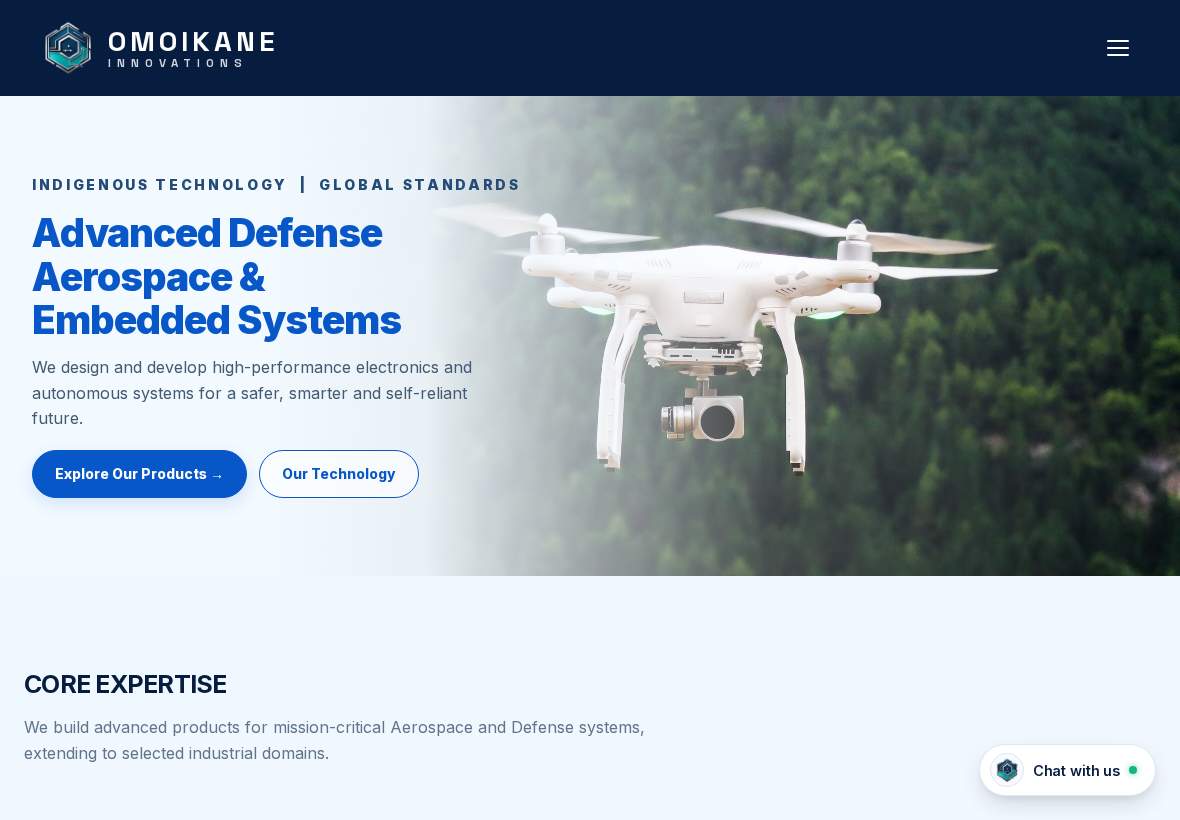 OMOIKANE
INNOVATIONS
INDIGENOUS TECHNOLOGY | GLOBAL STANDARDS
Advanced Defense
Aerospace &
Embedded Systems
We design and develop high-performance electronics and
autonomous systems for a safer, smarter and self-reliant
future.
Explore Our Products →
Our Technology
CORE EXPERTISE
We build advanced products for mission-critical Aerospace and Defense systems,
extending to selected industrial domains.
Chat with us